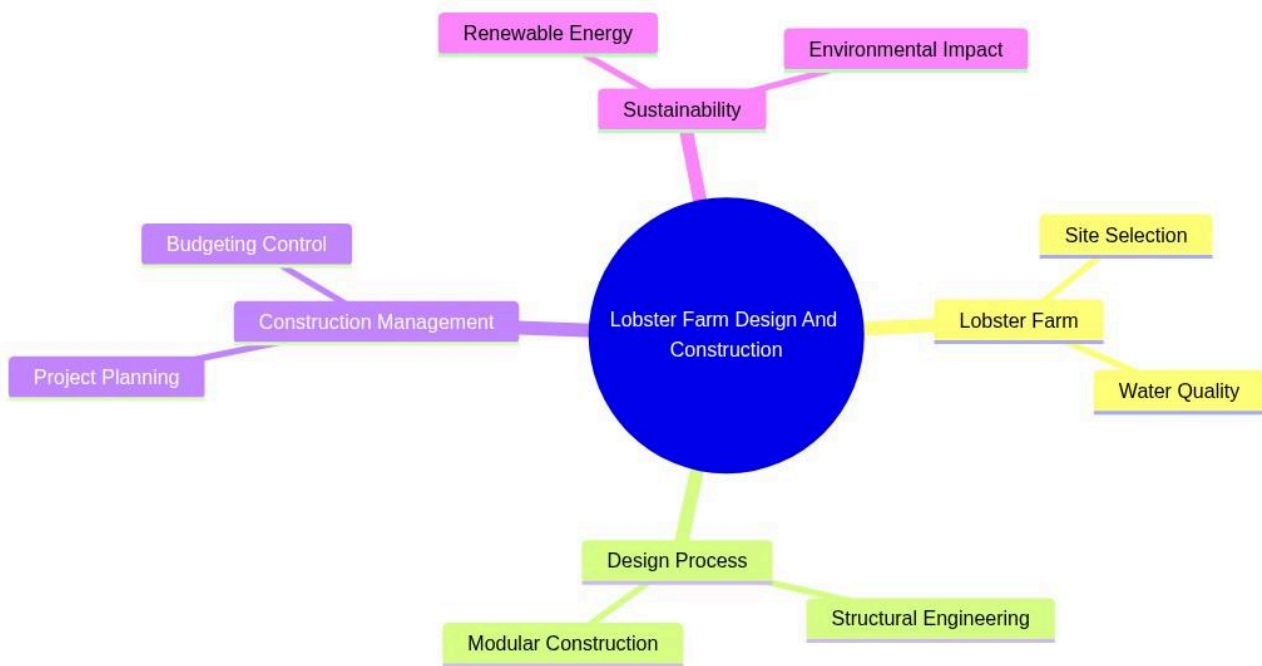 Renewable Energy
Environmental Impact
Sustainability
Budgeting Control
Site Selection
Construction Management
Lobster Farm Design And
Construction
Lobster Farm
Project Planning
Water Quality
Design Process
Structural Engineering
Modular Construction